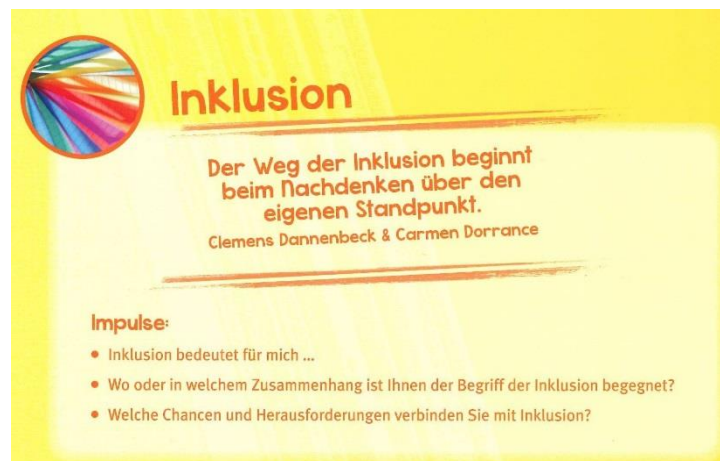 Inklusion
Der Weg der Inklusion beginnt
beim Nachdenken über den
eigenen Standpunkt.
Clemens Dannenbeck & Carmen Dorrance
Impulse:
• Inklusion bedeutet für mich ...
• Wo oder in welchem Zusammenhang ist Ihnen der Begriff der Inklusion begegnet?
• Welche Chancen und Herausforderungen verbinden Sie mit Inklusion?